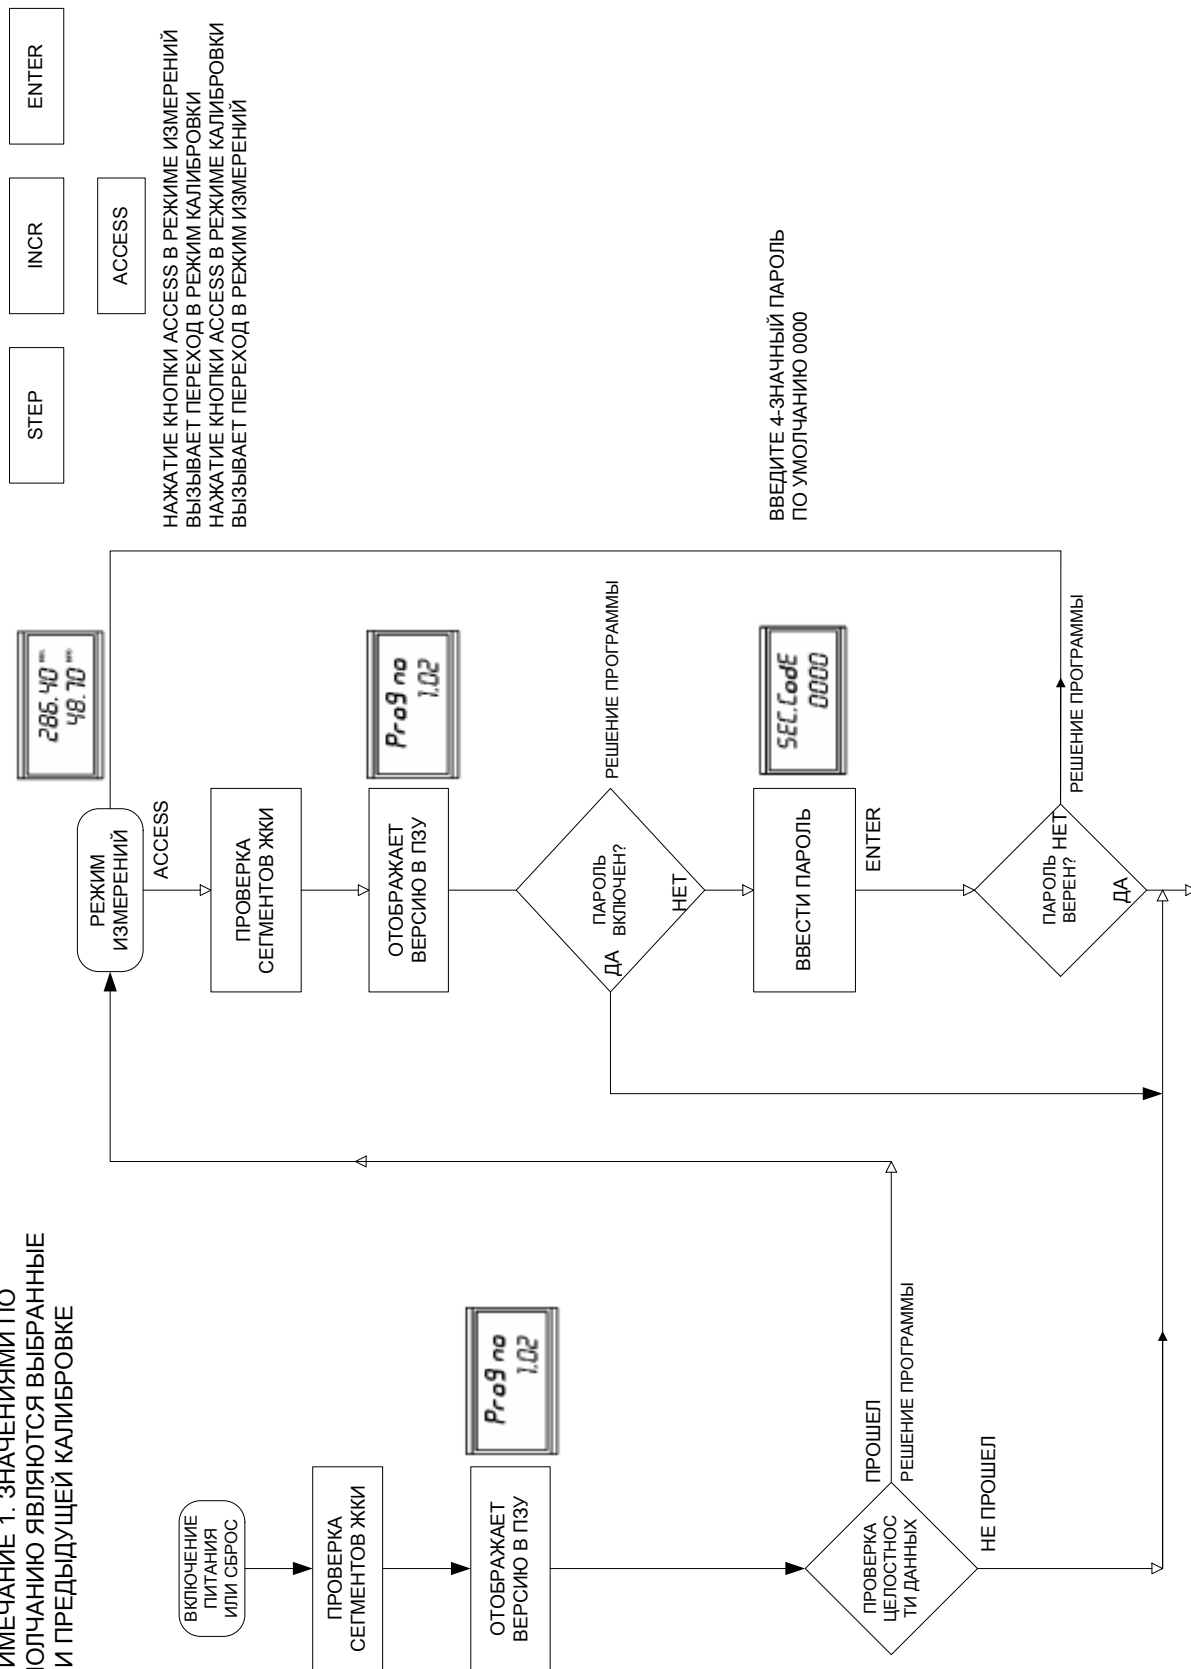 ИМЕЧАНИЕ 1. ЗНАЧЕНИЯМИ ПО
ЮЛЧАНИЮ ЯВЛЯЮТСЯ ВЫБРАННЫЕ
И ПРЕДЫДУЩЕЙ КАЛИБРОВКЕ
STEP
INCR
ENTER
ACCESS
НАЖАТИЕ КНОПКИ ACCESS В РЕЖИМЕ ИЗМЕРЕНИЙ
ВЫЗЫВАЕТ ПЕРЕХОД В РЕЖИМ КАЛИБРОВКИ
НАЖАТИЕ КНОПКИ ACCESS В РЕЖИМЕ КАЛИБРОВКИ
ВЫЗЫВАЕТ ПЕРЕХОД В РЕЖИМ ИЗМЕРЕНИЙ
ВКЛЮЧЕНИЕ
ПИТАНИЯ
ИЛИ СБРОС
ПРОВЕРКА
СЕГМЕНТОВ ЖКИ
ОТОБРАЖАЕТ
ВЕРСИЮ В ПЗУ
Prog no
1.02
ПРОВЕРКА
ЦЕЛОСТНОС
ТИ ДАННЫХ
ПРОШЕЛ
РЕШЕНИЕ ПРОГРАММЫ
НЕ ПРОШЕЛ
РЕЖИМ
ИЗМЕРЕНИЙ
286.40
48.70
ACCESS
ПРОВЕРКА
СЕГМЕНТОВ ЖКИ
ОТОБРАЖАЕТ
ВЕРСИЮ В ПЗУ
Prog no
1.02
ПАРОЛЬ
ВКЛЮЧЕН?
ДА
НЕТ
РЕШЕНИЕ ПРОГРАММЫ
ВВЕСТИ ПАРОЛЬ
SEC.CodE
0000
ВВЕДИТЕ 4-ЗНАЧНЫЙ ПАРОЛЬ
ПО УМОЛЧАНИЮ 0000
ENTER
ПАРОЛЬ
ВЕРЕН?
НЕТ
ДА
РЕШЕНИЕ ПРОГРАММЫ